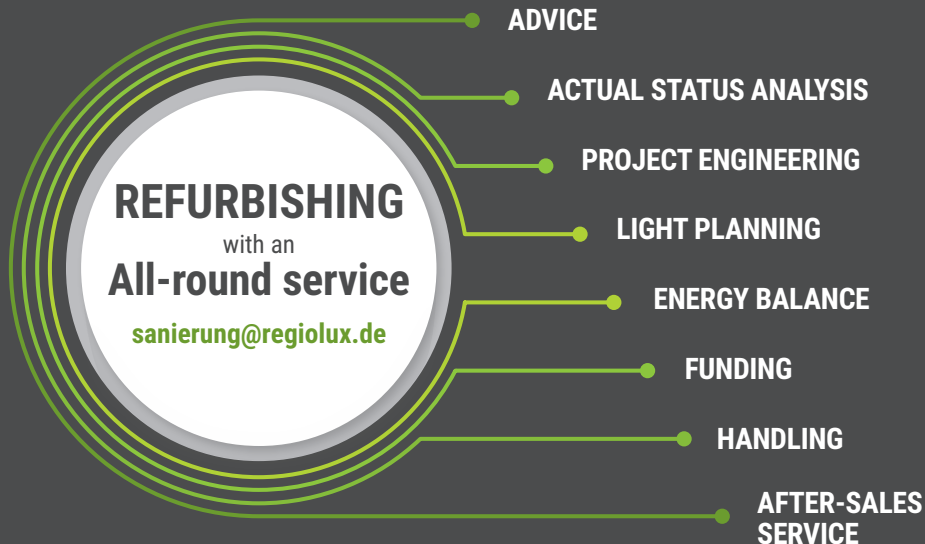 REFURBISHING
with an
All-round service
sanierung@regiolux.de
ADVICE
ACTUAL STATUS ANALYSIS
PROJECT ENGINEERING
LIGHT PLANNING
ENERGY BALANCE
FUNDING
HANDLING
AFTER-SALES
SERVICE